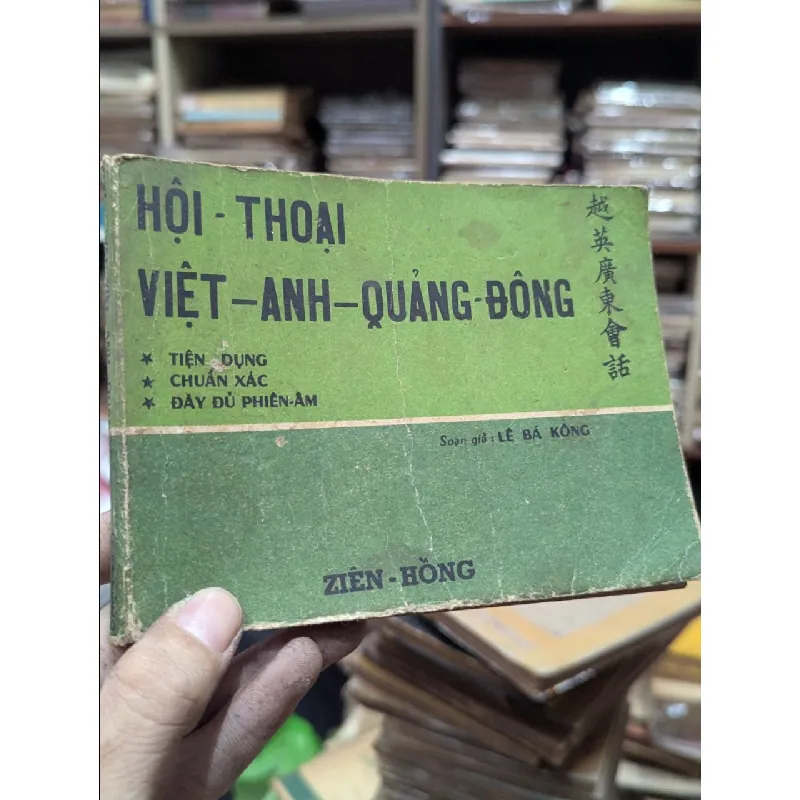 HỘI - THOẠI
VIỆT - ANH - QUẢNG-ĐÔNG
越英廣東會話
★ TIỆN DỤNG
★ CHUẨN XÁC
★ ĐẦY ĐỦ PHIÊN-ÂM
Soạn giả : LÊ BÁ KÔNG
ZIÊN - HỒNG